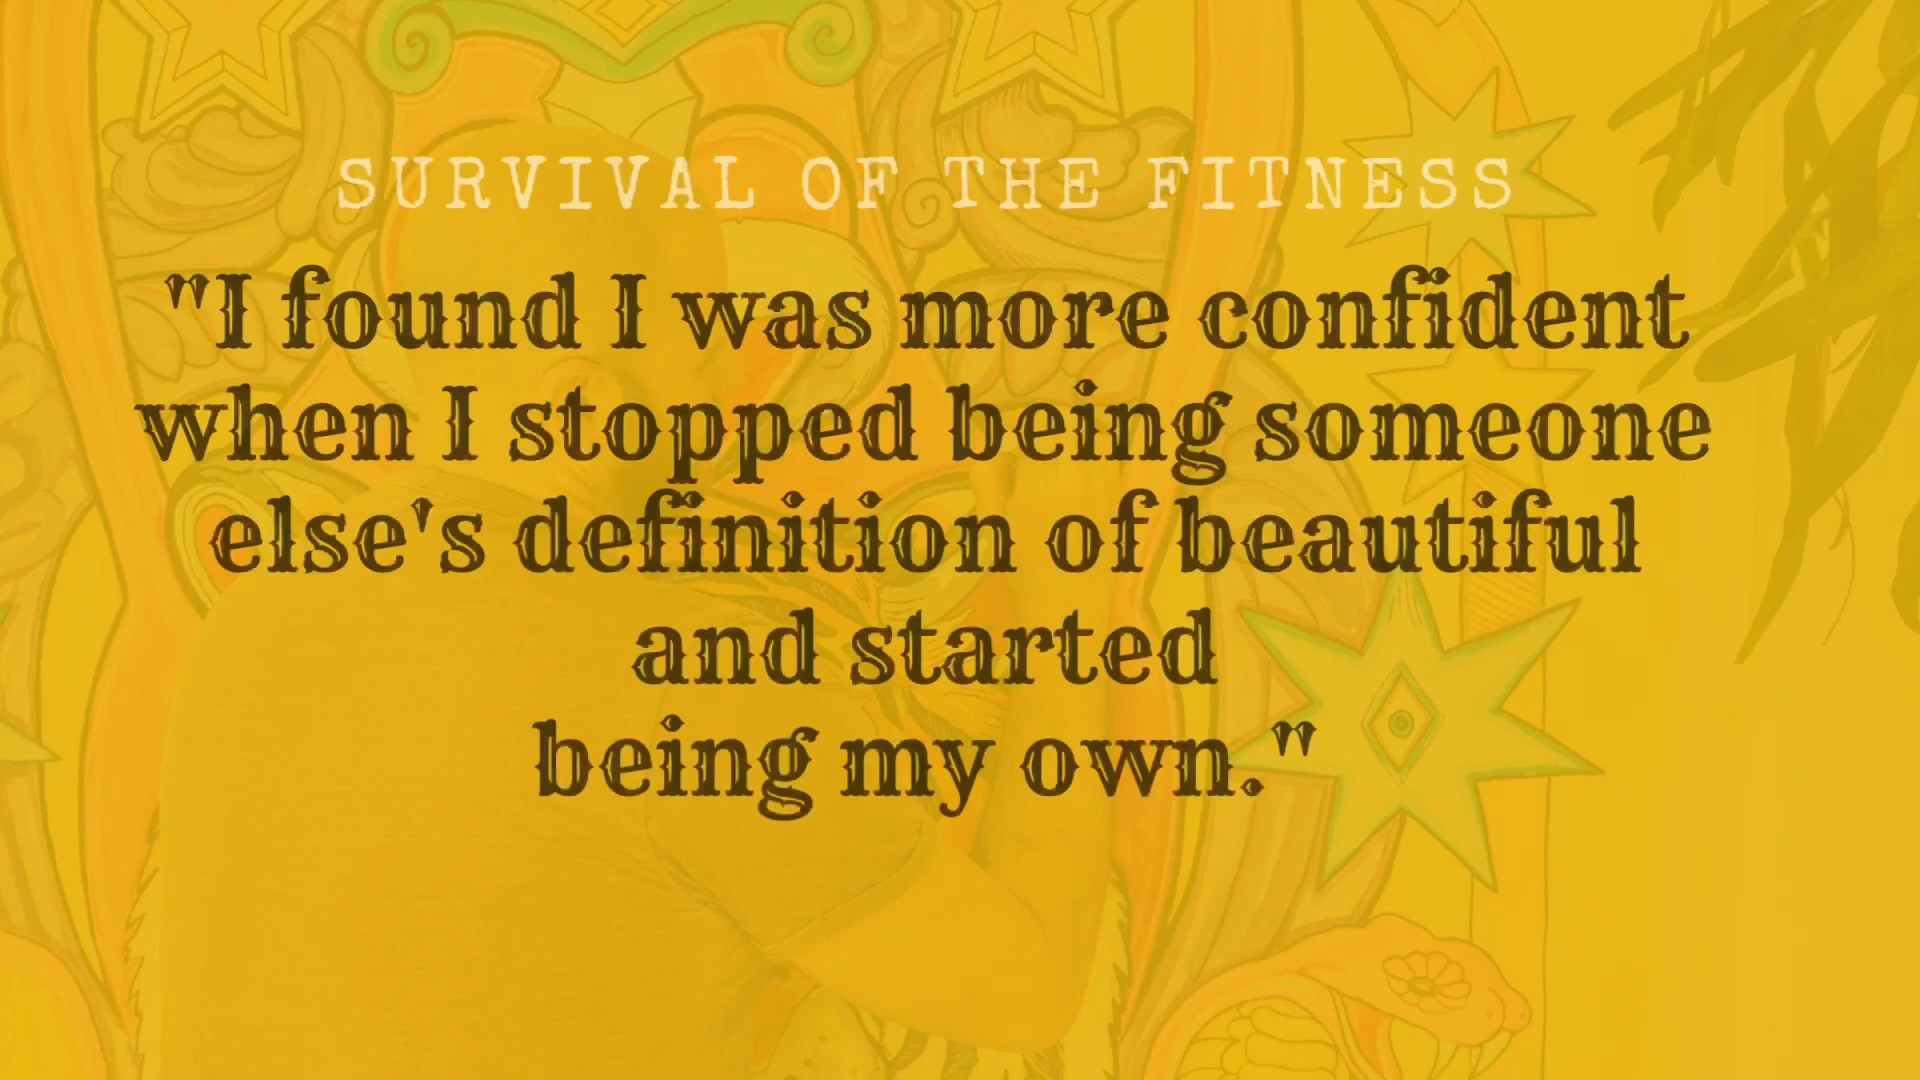 SURVIVAL OF THE FITNESS
"I found I was more confident
when I stopped being someone
else's definition of beautiful
and started
being my own."